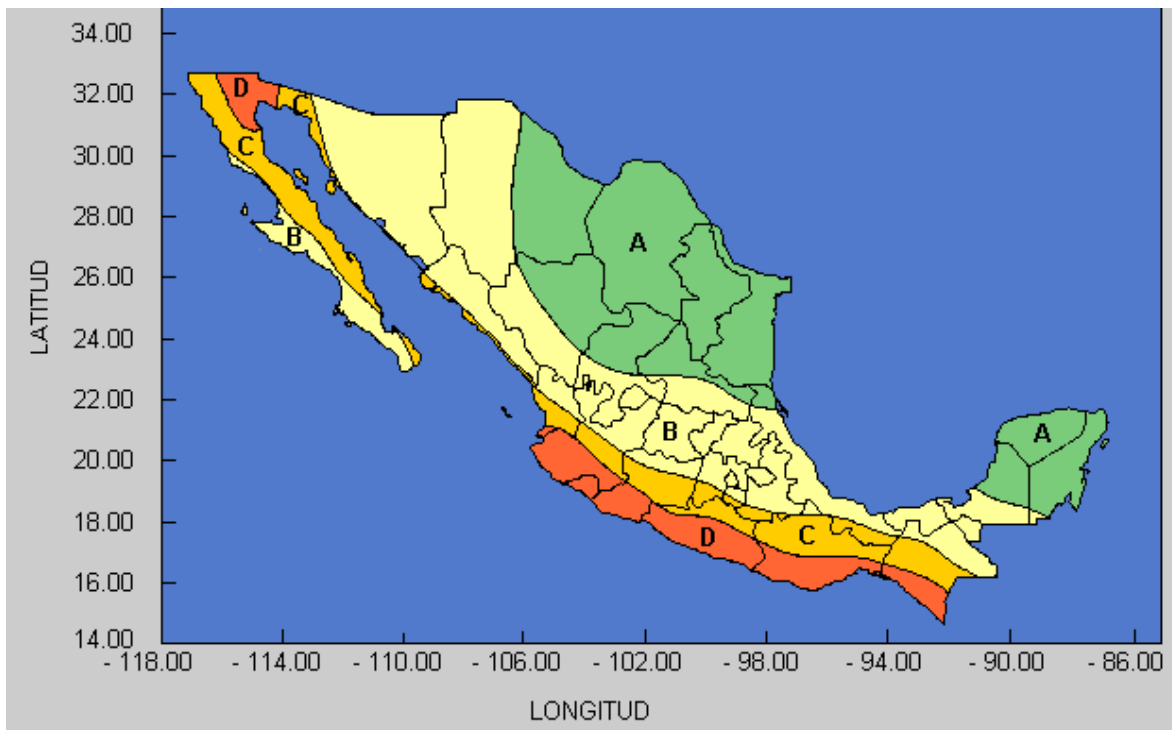 34.00
32.00
30.00
28.00
26.00
24.00
22.00
20.00
18.00
16.00
14.00
LATITUD
D
C
C
B
A
B
A
C
D
- 118.00 - 114.00 - 110.00 - 106.00 - 102.00 - 98.00 - 94.00 - 90.00 - 86.00
LONGITUD